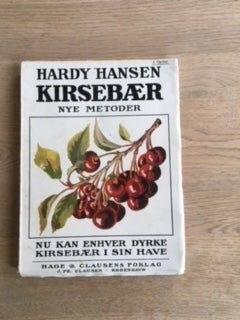 HARDY HANSEN
KIRSEBÆR
NYE METODER
NU KAN ENHVER DYRKE
KIRSEBÆR I SIN HAVE
HAGE & CLAUSENS FORLAG
J. FR. CLAUSEN - KØBENHAVN